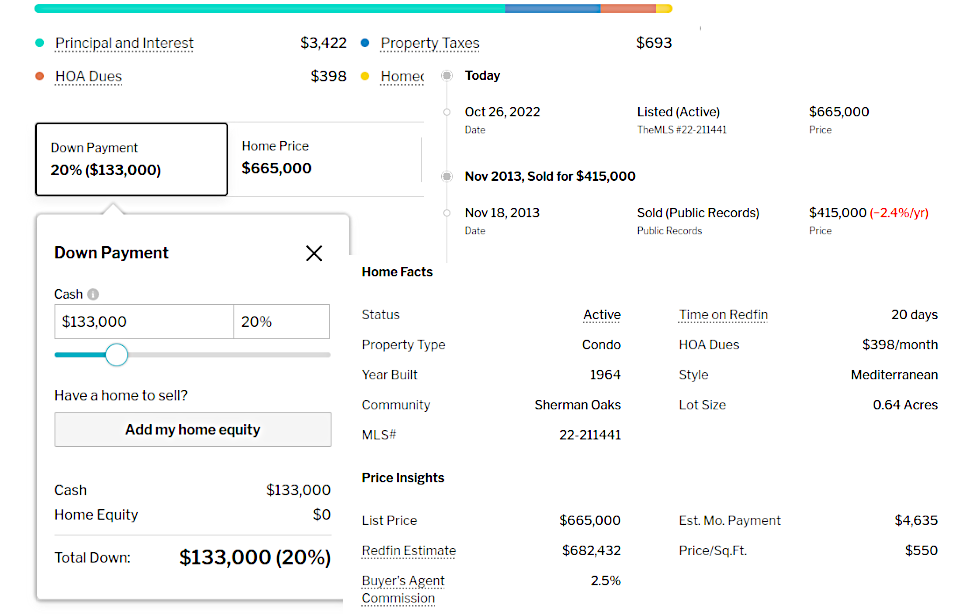 Principal and Interest $3,422 Property Taxes $693
HOA Dues $398
Down Payment
20% ($133,000)
Home Price
$665,000
Down Payment
Cash
$133,000 20%
Have a home to sell?
Add my home equity
Cash $133,000
Home Equity $0
Total Down: $133,000 (20%)
Today
Oct 26, 2022 Listed (Active) $665,000
Date TheMLS #22-211441 Price
Nov 2013, Sold for $415,000
Nov 18, 2013 Sold (Public Records) $415,000 (−2.4%/yr)
Date Public Records Price
Home Facts
Status Active Time on Redfin 20 days
Property Type Condo HOA Dues $398/month
Year Built 1964 Style Mediterranean
Community Sherman Oaks Lot Size 0.64 Acres
MLS# 22-211441
Price Insights
List Price $665,000 Est. Mo. Payment $4,635
Redfin Estimate $682,432 Price/Sq.Ft. $550
Buyer's Agent 2.5%
Commission